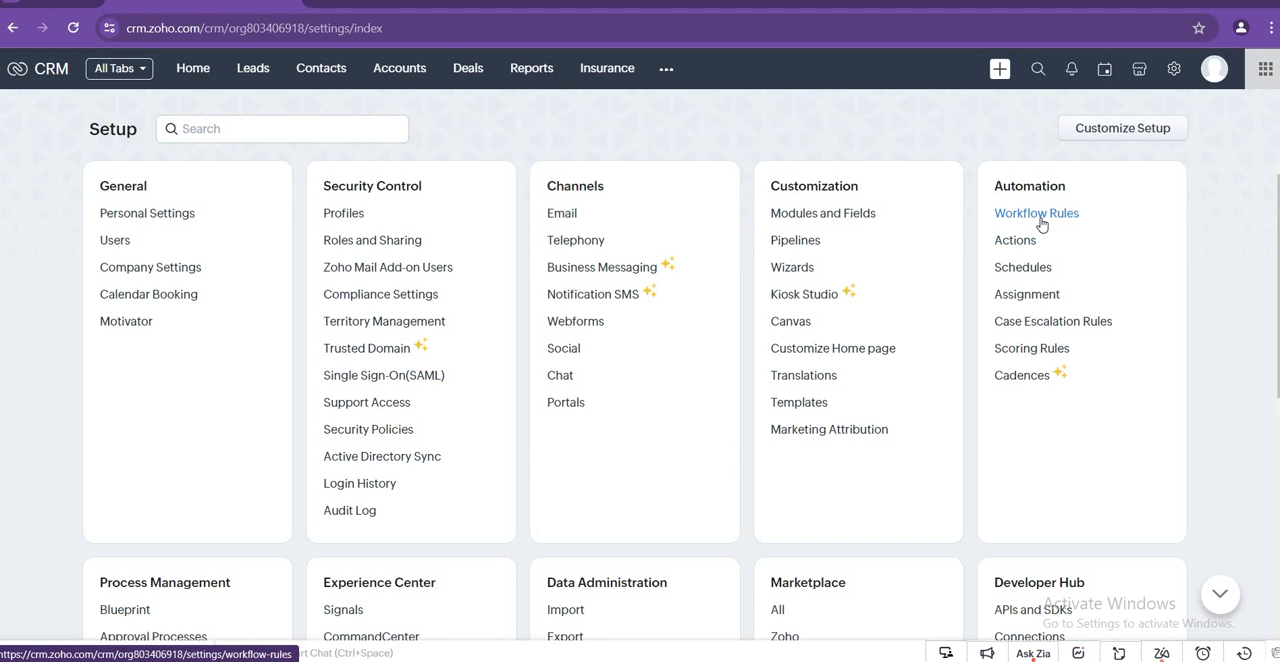 crm.zoho.com/crm/org803406918/settings/index
CRM
All Tabs
Home
Leads
Contacts
Accounts
Deals
Reports
Insurance
...
Setup
Search
Customize Setup
General
Personal Settings
Users
Company Settings
Calendar Booking
Motivator
Security Control
Profiles
Roles and Sharing
Zoho Mail Add-on Users
Compliance Settings
Territory Management
Trusted Domain
Single Sign-On(SAML)
Support Access
Security Policies
Active Directory Sync
Login History
Audit Log
Channels
Email
Telephony
Business Messaging
Notification SMS
Webforms
Social
Chat
Portals
Customization
Modules and Fields
Pipelines
Wizards
Kiosk Studio
Canvas
Customize Home page
Translations
Templates
Marketing Attribution
Automation
Workflow Rules
Actions
Schedules
Assignment
Case Escalation Rules
Scoring Rules
Cadences
Process Management
Blueprint
Approval Processes
Experience Center
Signals
CommandCenter
Data Administration
Import
Export
Marketplace
All
Zoho
Developer Hub
APIs and SDKs
Connections
Activate Windows
Go to Settings to activate Windows.
https://crm.zoho.com/crm/org803406918/settings/workflow-rules
Chat (Ctrl+Space)
Ask Zia